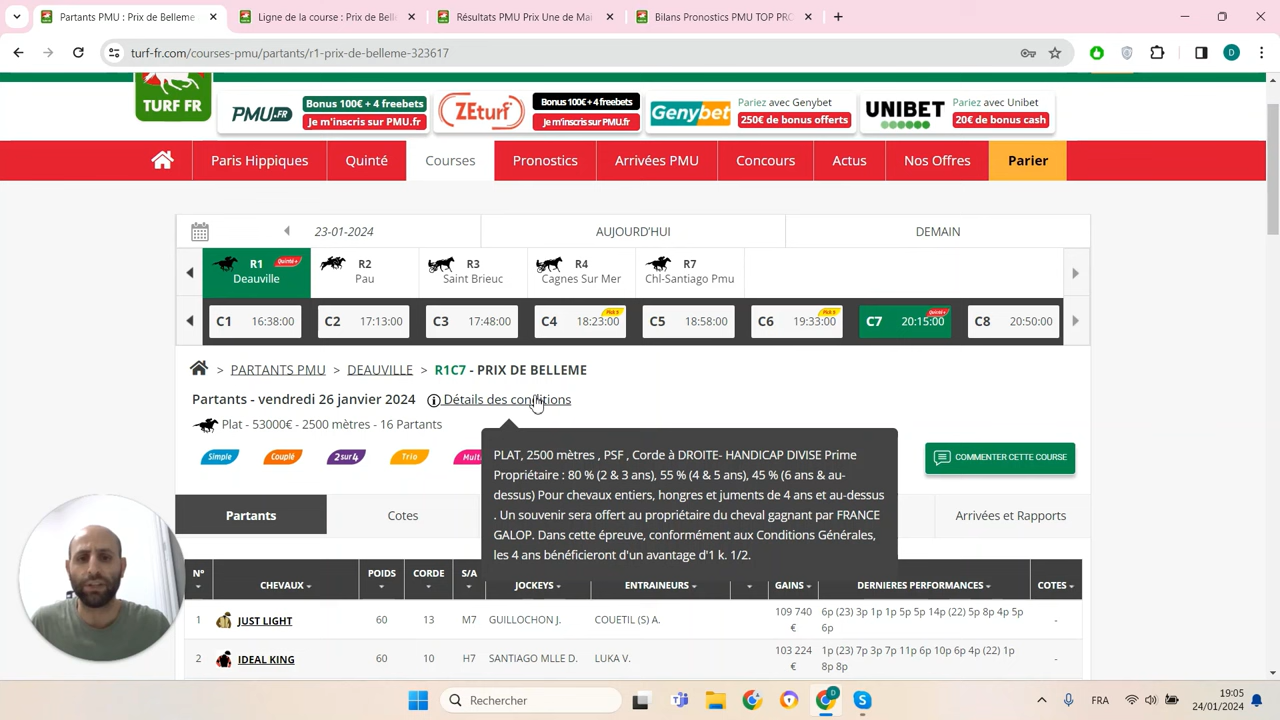 Partants PMU : Prix de Belleme
Ligne de la course : Prix de Bell
Résultats PMU Prix Une de Mai
Bilans Pronostics PMU TOP PRO
turf-fr.com/courses-pmu/partants/r1-prix-de-belleme-323617
D
TURF FR
PMU.FR
Bonus 100€ + 4 freebets
Je m'inscris sur PMU.fr
ZEturf
Bonus 100€ + 4 freebets
Je m'inscris sur PMU.fr
Genybet
Pariez avec Genybet
250€ de bonus offerts
UNIBET
Pariez avec Unibet
20€ de bonus cash
Paris Hippiques
Quinté
Courses
Pronostics
Arrivées PMU
Concours
Actus
Nos Offres
Parier
23-01-2024
AUJOURD'HUI
DEMAIN
R1
Quinté+
Deauville
R2
Pau
R3
Saint Brieuc
R4
Cagnes Sur Mer
R7
Chl-Santiago Pmu
C1 16:38:00
C2 17:13:00
C3 17:48:00
C4 18:23:00
Pick 5
C5 18:58:00
C6 19:33:00
Pick 5
C7 20:15:00
Quinté+
C8 20:50:00
> PARTANTS PMU > DEAUVILLE > R1C7 - PRIX DE BELLEME
Partants - vendredi 26 janvier 2024
Détails des conditions
Plat - 53000€ - 2500 mètres - 16 Partants
Simple
Couplé
2sur4
Trio
PLAT, 2500 mètres , PSF , Corde à DROITE- HANDICAP DIVISE Prime
Propriétaire : 80 % (2 & 3 ans), 55 % (4 & 5 ans), 45 % (6 ans & au-
dessus) Pour chevaux entiers, hongres et juments de 4 ans et au-dessus
. Un souvenir sera offert au propriétaire du cheval gagnant par FRANCE
GALOP. Dans cette épreuve, conformément aux Conditions Générales,
les 4 ans bénéficieront d'un avantage d'1 k. 1/2.
COMMENTER CETTE COURSE
Partants
Cotes
Arrivées et Rapports
N° CHEVAUX POIDS CORDE S/A JOCKEYS ENTRAINEURS GAINS DERNIERES PERFORMANCES COTES
1 JUST LIGHT 60 13 M7 GUILLOCHON J. COUETIL (S) A. 109 740 € 6p (23) 3p 1p 1p 5p 5p 14p (22) 5p 8p 4p 5p 6p -
2 IDEAL KING 60 10 H7 SANTIAGO MLLE D. LUKA V. 103 224 € 1p (23) 7p 3p 7p 11p 6p 10p 6p 4p (22) 1p 8p 8p -
Rechercher
FRA
19:05
24/01/2024